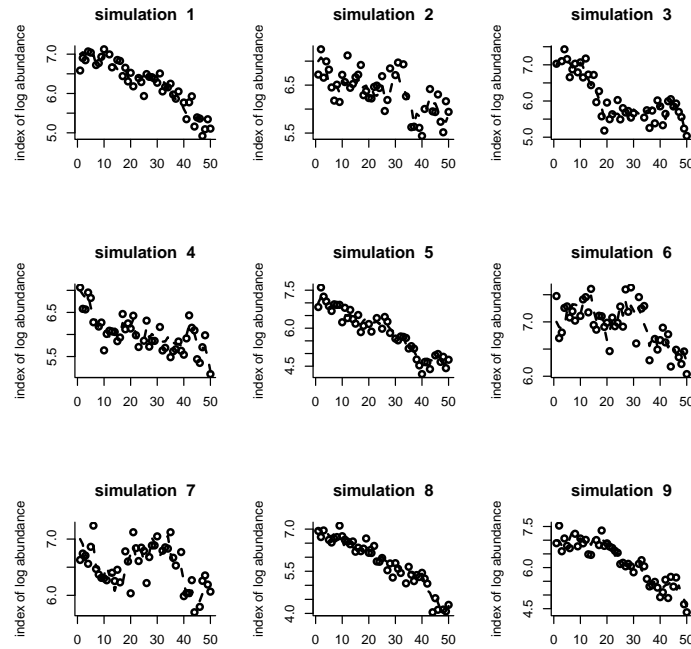 simulation 1
index of log abundance
7.0
6.0
5.0
0 10 20 30 40 50
simulation 2
index of log abundance
6.5
5.5
0 10 20 30 40 50
simulation 3
index of log abundance
7.0
6.0
5.0
0 10 20 30 40 50
simulation 4
index of log abundance
6.5
5.5
0 10 20 30 40 50
simulation 5
index of log abundance
7.5
6.0
4.5
0 10 20 30 40 50
simulation 6
index of log abundance
7.0
6.0
0 10 20 30 40 50
simulation 7
index of log abundance
7.0
6.0
0 10 20 30 40 50
simulation 8
index of log abundance
7.0
5.5
4.0
0 10 20 30 40 50
simulation 9
index of log abundance
7.5
6.0
4.5
0 10 20 30 40 50